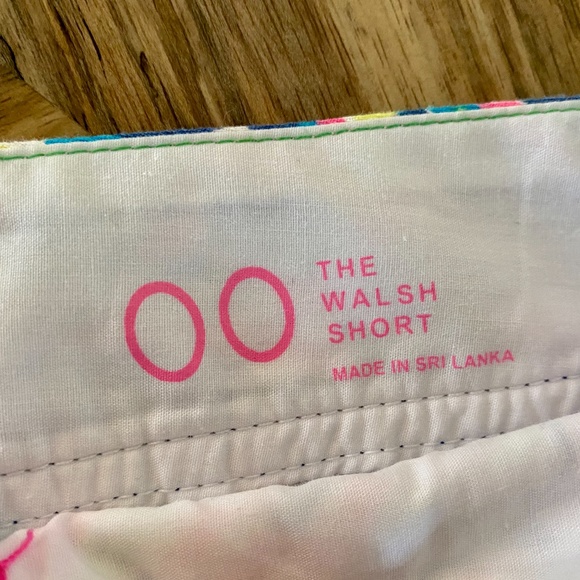 00
THE
WALSH
SHORT
MADE IN SRI LANKA